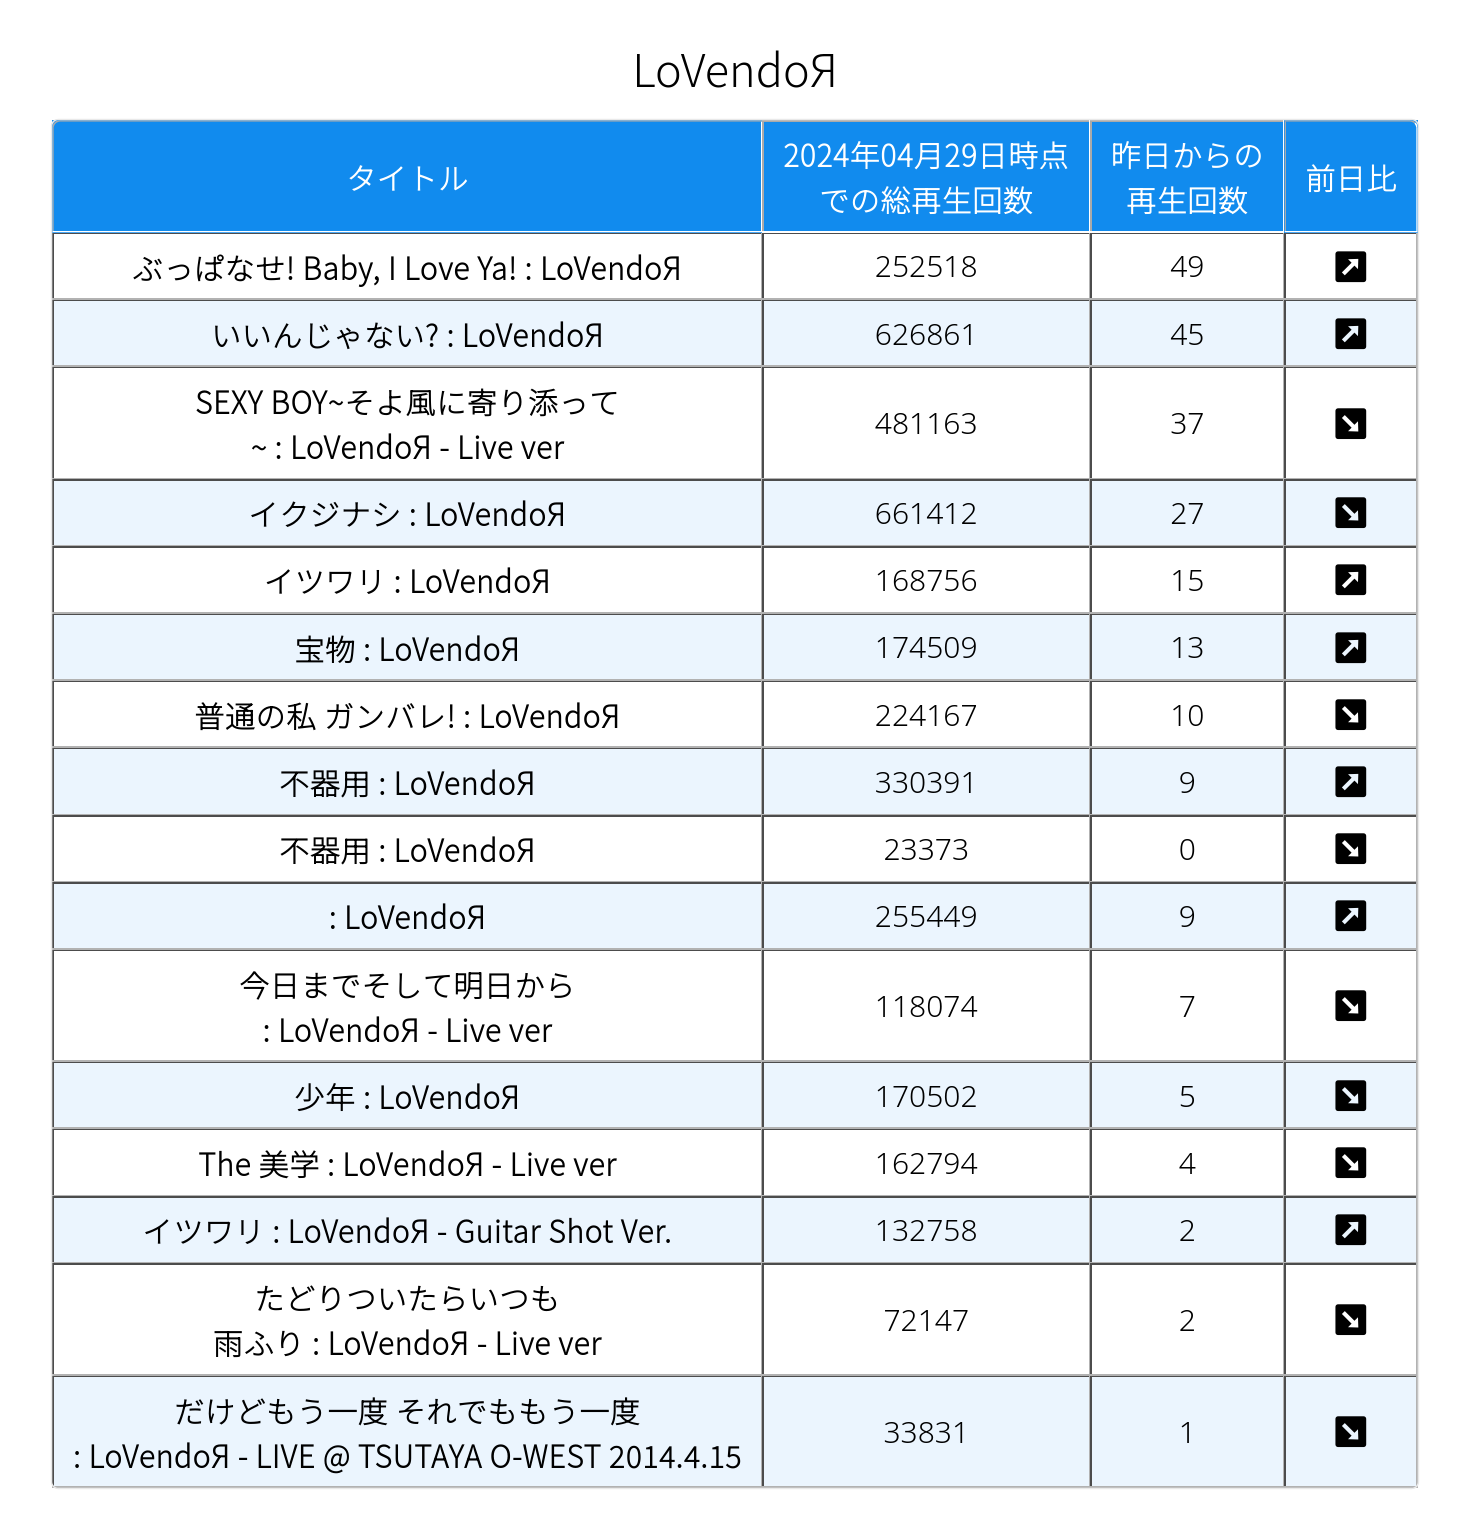 LoVendoЯ
タイトル
2024年04月29日時点
での総再生回数
昨日からの
再生回数
前日比
ぶっぱなせ! Baby, I Love Ya! : LoVendoЯ 252518 49
いいんじゃない? : LoVendoЯ 626861 45
SEXY BOY~そよ風に寄り添って
~ : LoVendoЯ - Live ver 481163 37
イクジナシ : LoVendoЯ 661412 27
イツワリ : LoVendoЯ 168756 15
宝物 : LoVendoЯ 174509 13
普通の私 ガンバレ! : LoVendoЯ 224167 10
不器用 : LoVendoЯ 330391 9
不器用 : LoVendoЯ 23373 0
: LoVendoЯ 255449 9
今日までそして明日から
: LoVendoЯ - Live ver 118074 7
少年 : LoVendoЯ 170502 5
The 美学 : LoVendoЯ - Live ver 162794 4
イツワリ : LoVendoЯ - Guitar Shot Ver. 132758 2
たどりついたらいつも
雨ふり : LoVendoЯ - Live ver 72147 2
だけどもう一度 それでももう一度
: LoVendoЯ - LIVE @ TSUTAYA O-WEST 2014.4.15 33831 1